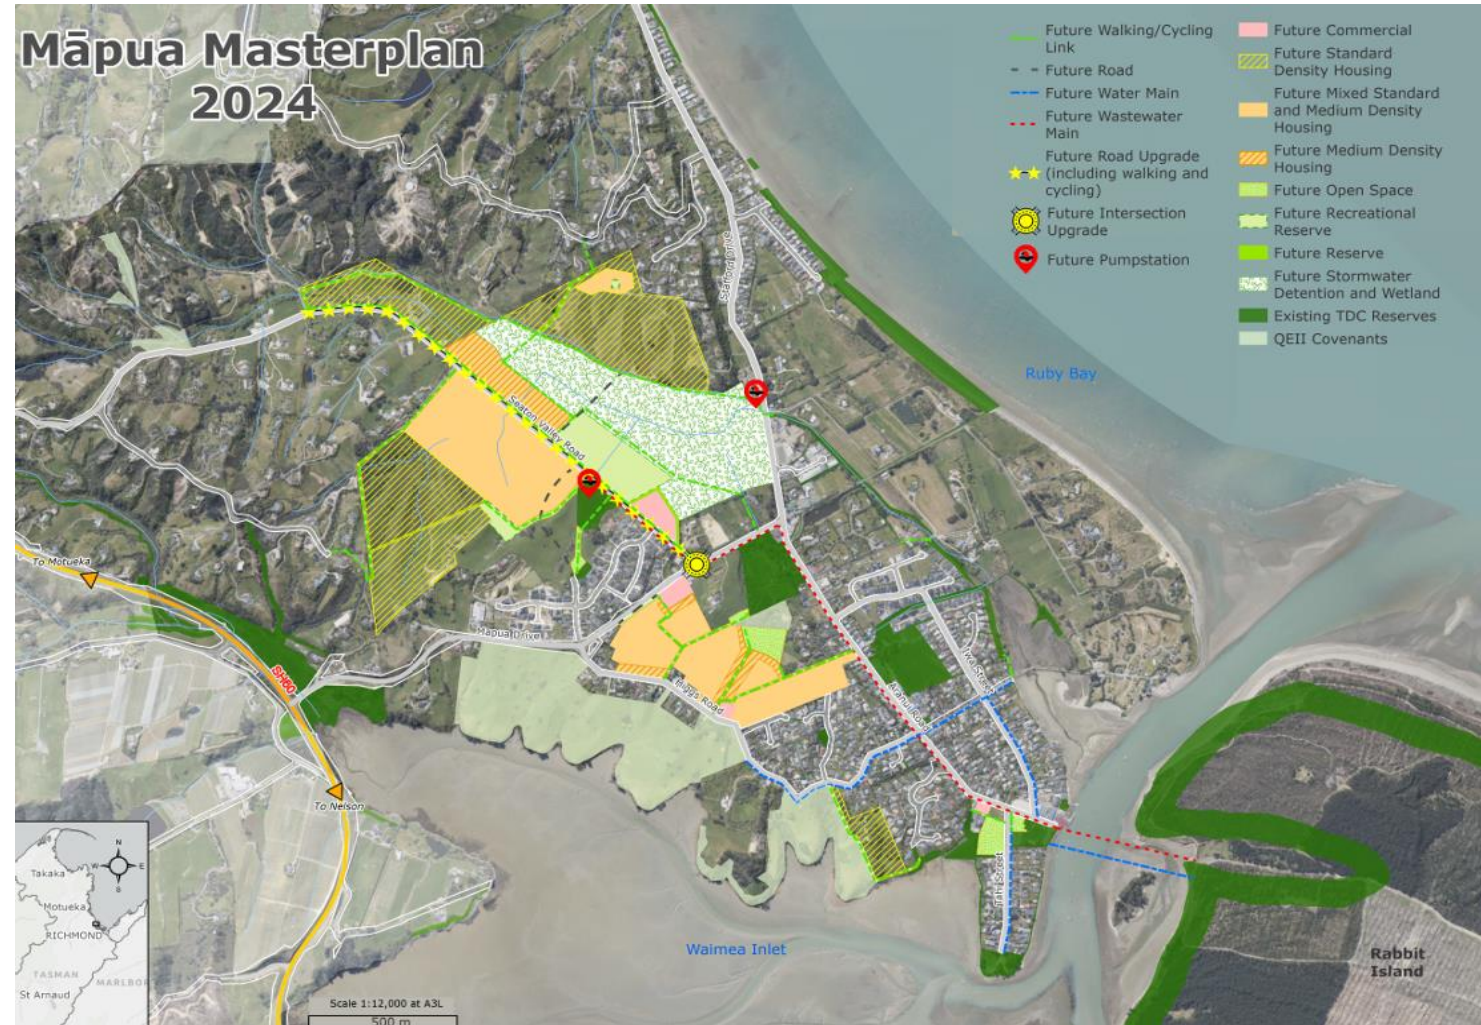 Māpua Masterplan
2024
Future Walking/Cycling
Link
Future Road
Future Water Main
Future Wastewater
Main
Future Road Upgrade
(including walking and
cycling)
Future Intersection
Upgrade
Future Pumpstation
Future Commercial
Future Standard
Density Housing
Future Mixed Standard
and Medium Density
Housing
Future Medium Density
Housing
Future Open Space
Future Recreational
Reserve
Future Reserve
Future Stormwater
Detention and Wetland
Existing TDC Reserves
QEII Covenants
Stafford Drive
Ruby Bay
Seaton Valley Road
To Motueka
SH60
Mapua Drive
Higgs Road
Aranui Road
Iwa Street
To Nelson
Tahi Street
Waimea Inlet
Rabbit
Island
N
W
E
S
Takaka
Motueka
RICHMOND
TASMAN
MARLBOR
St Arnaud
Scale 1:12,000 at A3L
500 m